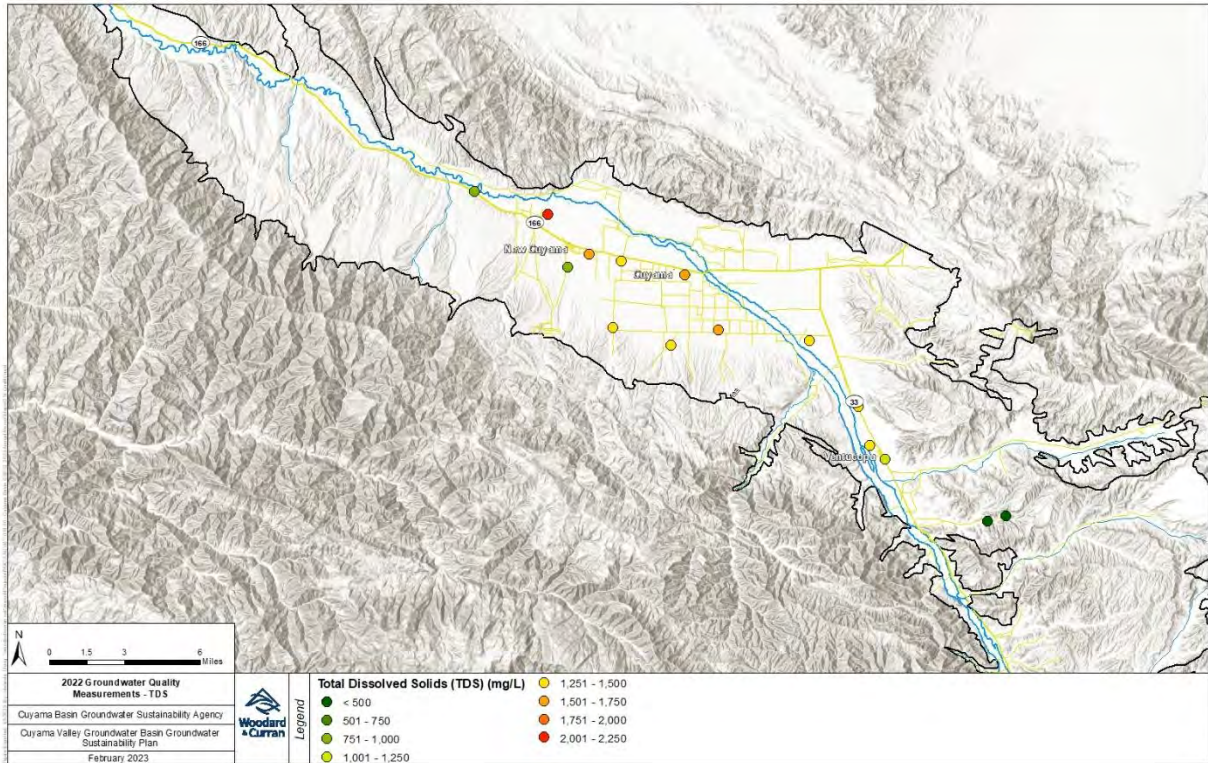 166
166
New Cuyama
Cuyama
33
Ventucopa
N
0 1.5 3 6
Miles
2022 Groundwater Quality
Measurements - TDS
Cuyama Basin Groundwater Sustainability Agency
Cuyama Valley Groundwater Basin Groundwater
Sustainability Plan
February 2023
Woodard
& Curran
Legend
Total Dissolved Solids (TDS) (mg/L)
< 500
501 - 750
751 - 1,000
1,001 - 1,250
1,251 - 1,500
1,501 - 1,750
1,751 - 2,000
2,001 - 2,250